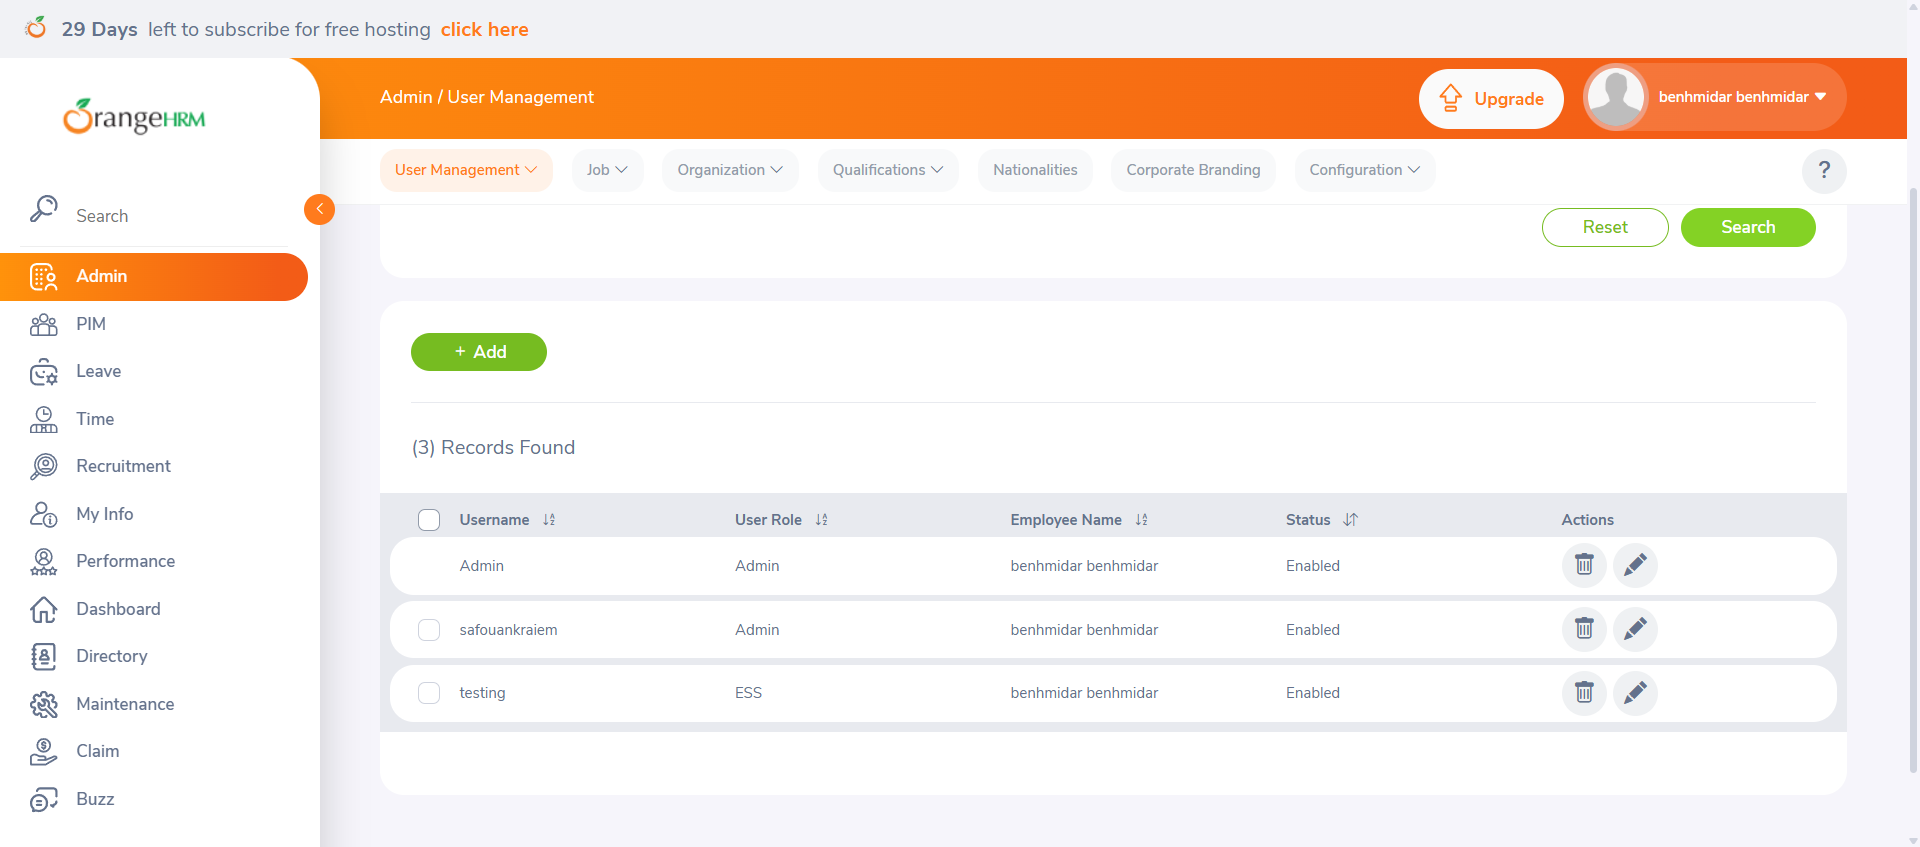 29 Days left to subscribe for free hosting click here
OrangeHRM
Admin / User Management
Upgrade
benhmidar benhmidar
User Management
Job
Organization
Qualifications
Nationalities
Corporate Branding
Configuration
?
Search
Admin
PIM
Leave
Time
Recruitment
My Info
Performance
Dashboard
Directory
Maintenance
Claim
Buzz
Reset
Search
+ Add
(3) Records Found
Username User Role Employee Name Status Actions
Admin Admin benhmidar benhmidar Enabled
safouankraiem Admin benhmidar benhmidar Enabled
testing ESS benhmidar benhmidar Enabled